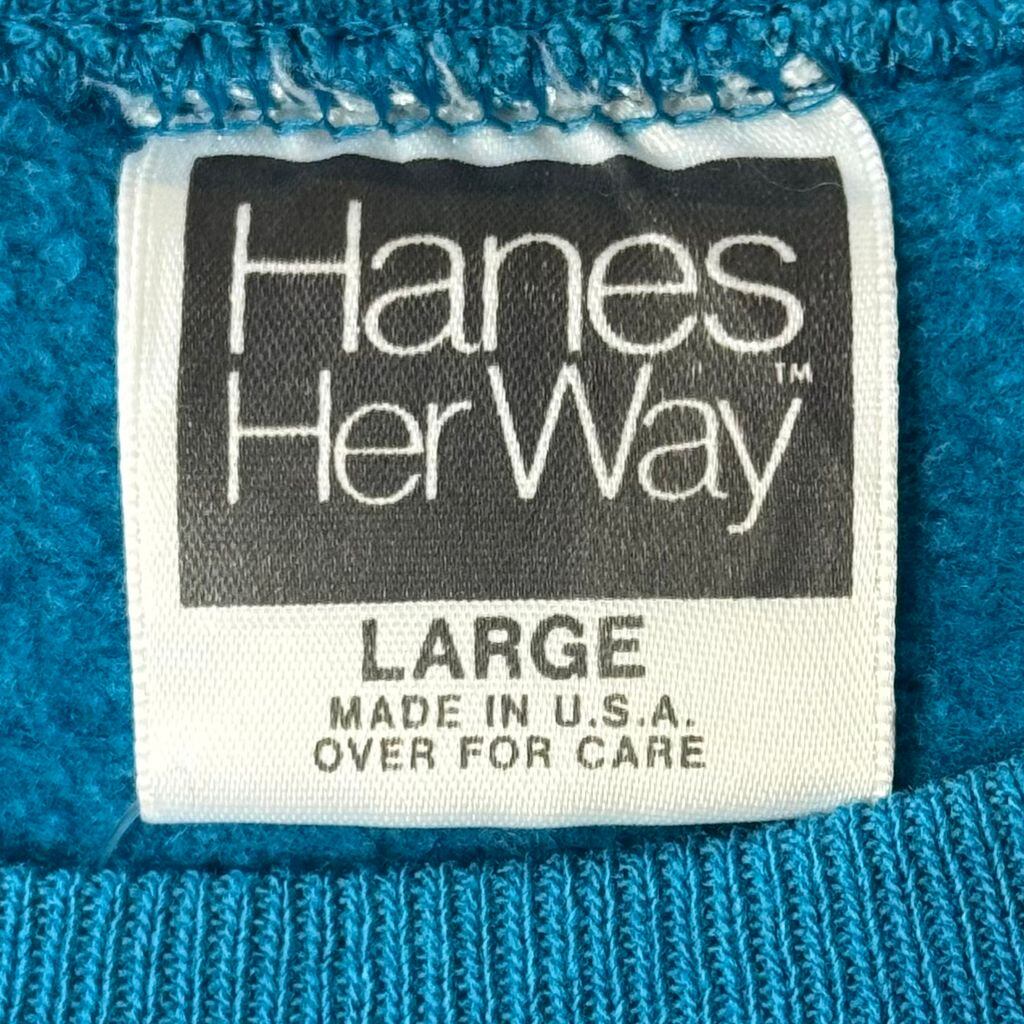 Hanes
Her Way™
LARGE
MADE IN U.S.A.
OVER FOR CARE